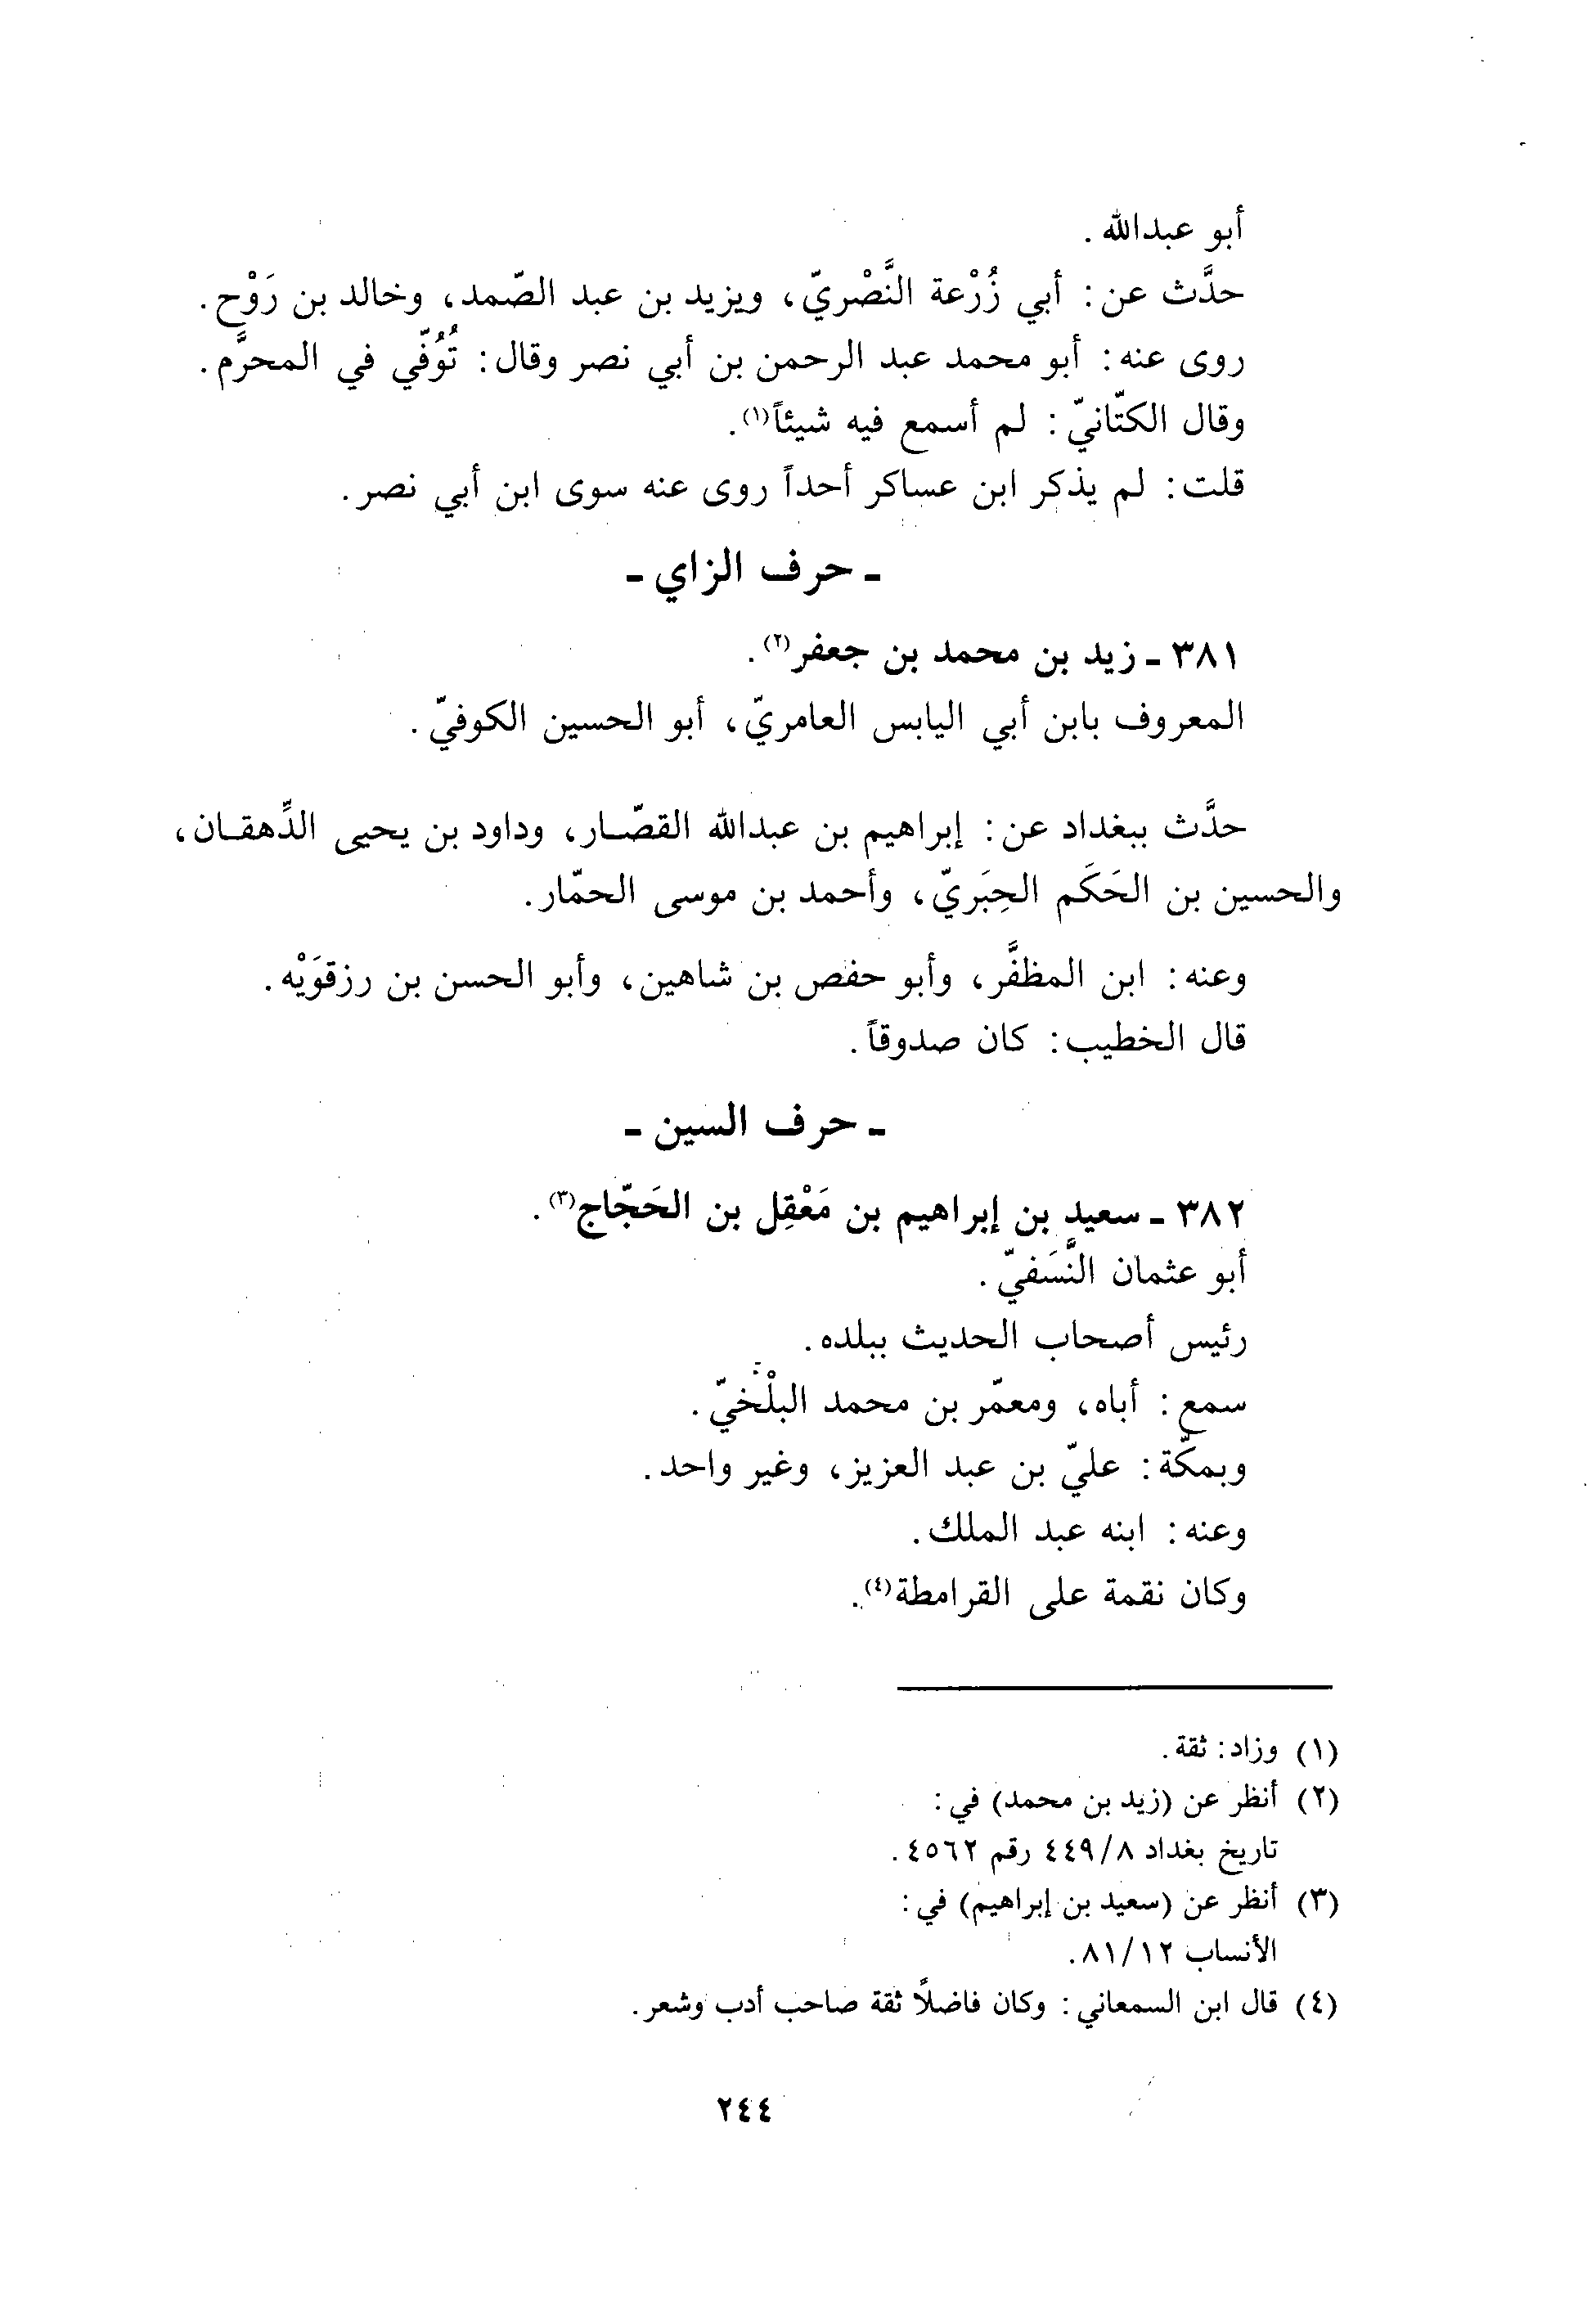 أبو عبدالله .
حدَّث عن : أبي زُرْعة النَّصْريّ، ويزيد بن عبد الصّمد، وخالد بن رَوْح .
روى عنه : أبو محمد عبد الرحمن بن أبي نصر وقال : تُوُفّي في المحرَّم .
وقال الكتّانيّ : لم أسمع فيه شيئاً(١) .
قلت : لم يذكر ابن عساكر أحداً روى عنه سوى ابن أبي نصر .
ـ حرف الزاي ـ
٣٨١ ـ زيد بن محمد بن جعفر(٢) .
المعروف بابن أبي اليابس العامريّ، أبو الحسين الكوفيّ .
حدَّث ببغداد عن : إبراهيم بن عبدالله القصّـار، وداود بن يحيى الدِّهقـان،
والحسين بن الحَكَم الحِبَريّ، وأحمد بن موسى الحمّار .
وعنه : ابن المظفَّر، وأبو حفص بن شاهين، وأبو الحسن بن رزقوَيْه .
قال الخطيب : كان صدوقاً .
ـ حرف السين ـ
٣٨٢ ـ سعيد بن إبراهيم بن مَعْقِل بن الحَجّاج(٣) .
أبو عثمان النَّسَفيّ .
رئيس أصحاب الحديث ببلده .
سمع : أباه، ومعمّر بن محمد البلْخيّ .
وبمكّة : عليّ بن عبد العزيز، وغير واحد .
وعنه : ابنه عبد الملك .
وكان نقمة على القرامطة(٤) .
(١) وزاد : ثقة .
(٢) أنظر عن (زيد بن محمد) في :
تاريخ بغداد ٤٤٩/٨ رقم ٤٥٦٢ .
(٣) أنظر عن (سعيد بن إبراهيم) في :
الأنساب ٨١/١٢ .
(٤) قال ابن السمعاني : وكان فاضلاً ثقة صاحب أدب وشعر .
٢٤٤